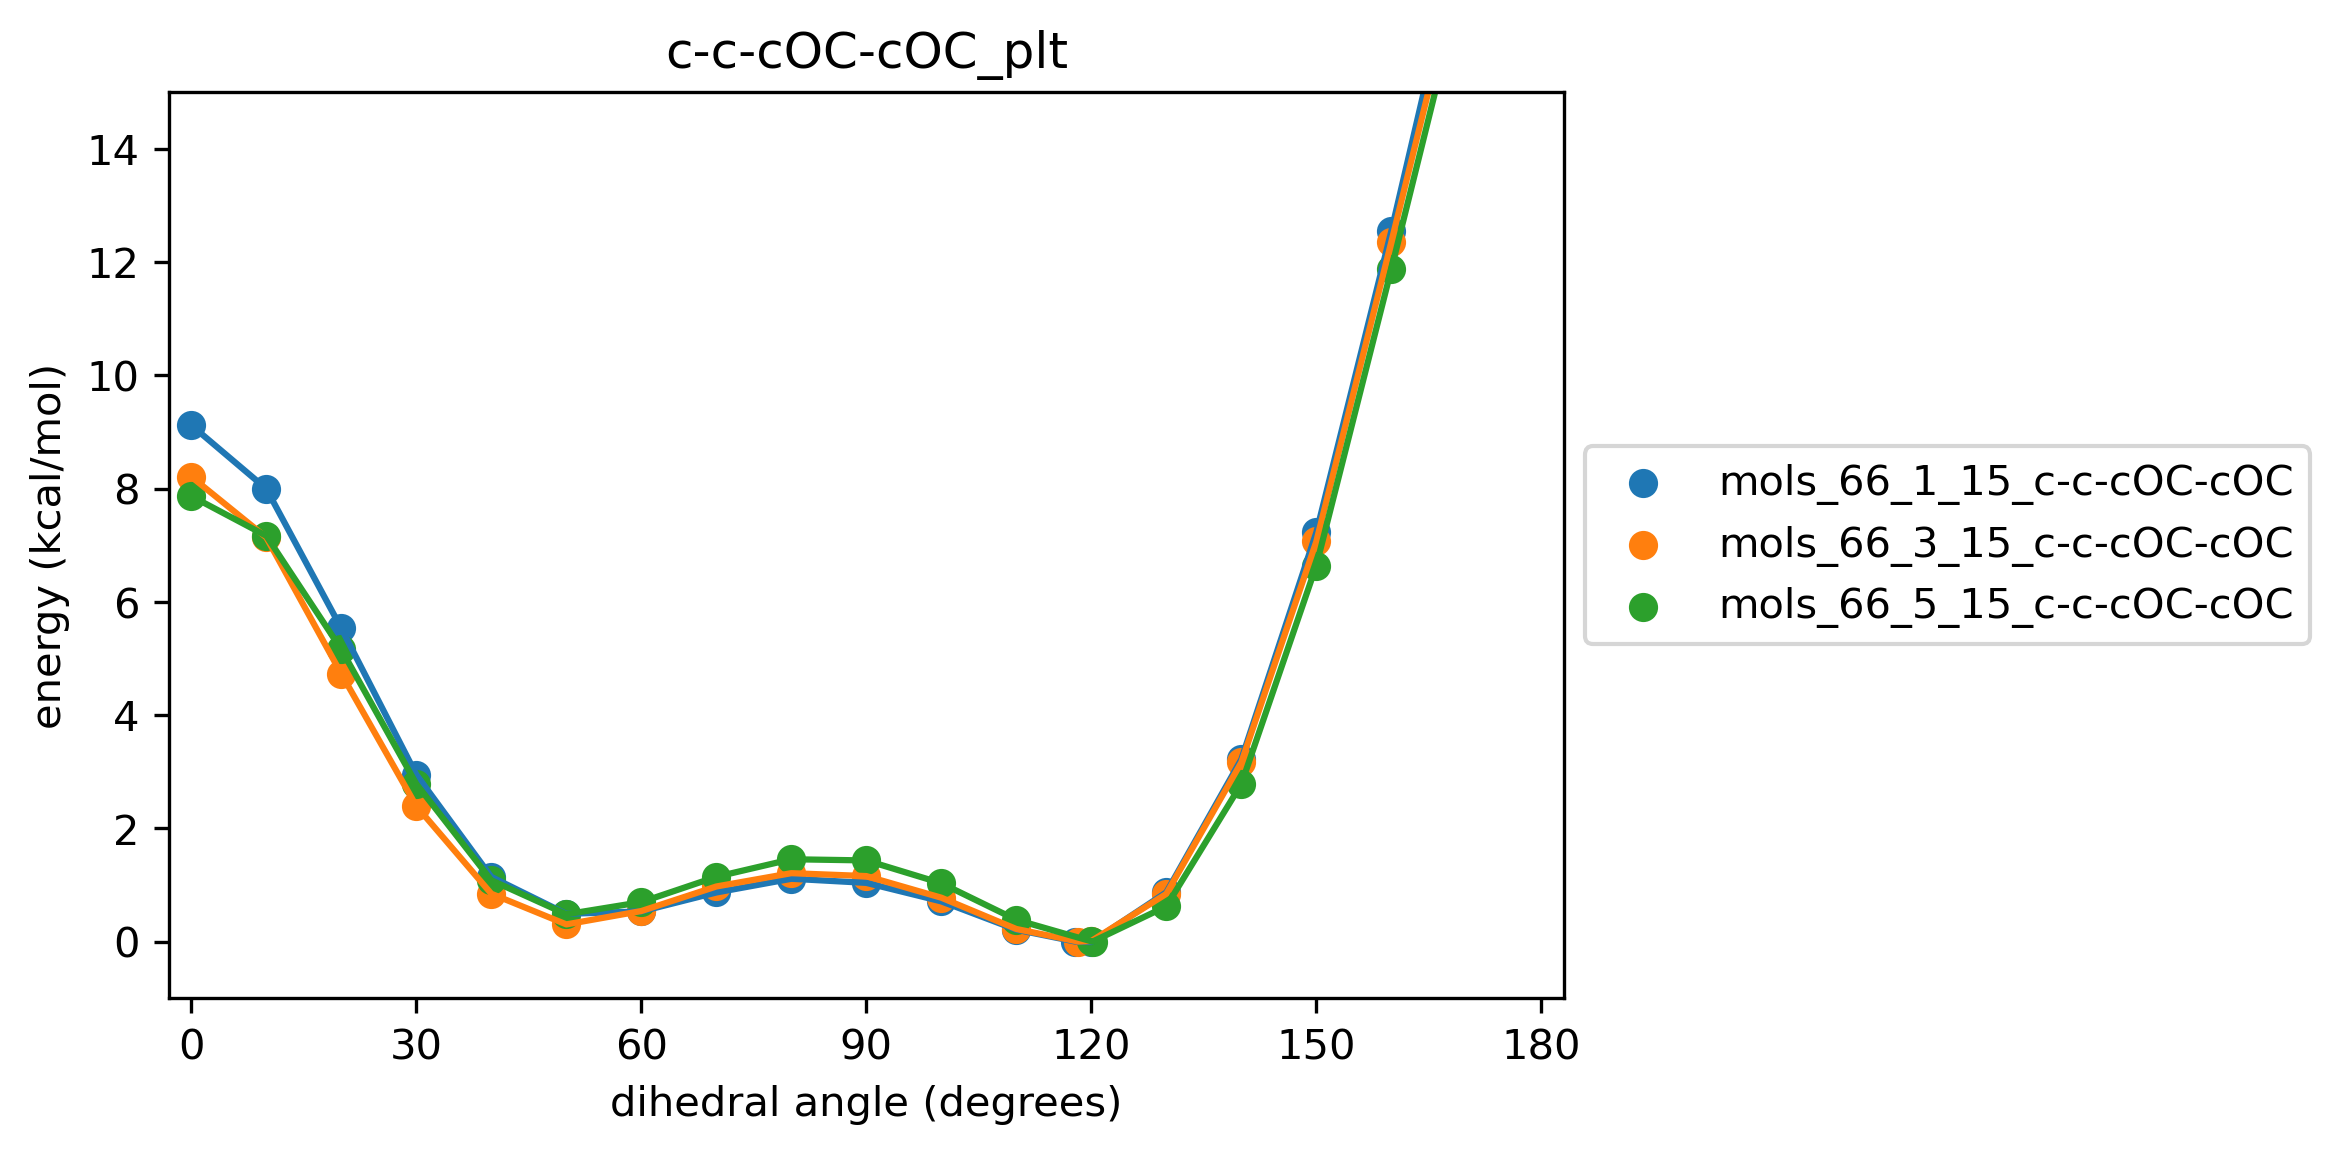 c-c-cOC-cOC_plt
14
12
10
8
6
4
2
0
energy (kcal/mol)
0 30 60 90 120 150 180
dihedral angle (degrees)
mols_66_1_15_c-c-cOC-cOC
mols_66_3_15_c-c-cOC-cOC
mols_66_5_15_c-c-cOC-cOC